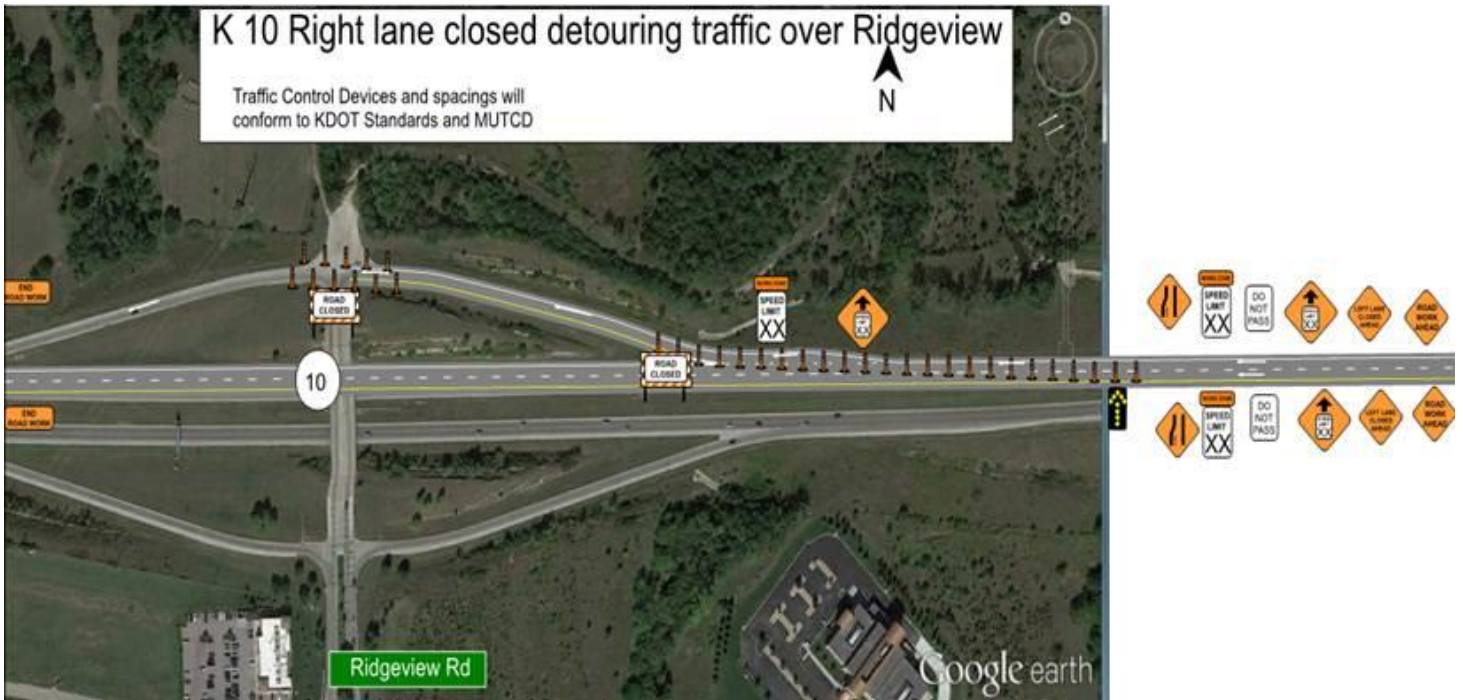 K 10 Right lane closed detouring traffic over Ridgeview
Traffic Control Devices and spacings will
conform to KDOT Standards and MUTCD
N
END
ROAD WORK
ROAD
CLOSED
WORK ZONE
SPEED
LIMIT
XX
WORK ZONE
SPEED
LIMIT
XX
DO
NOT
PASS
XX
LEFT LANE
CLOSED
AHEAD
ROAD
WORK
AHEAD
ROAD
CLOSED
10
END
ROAD WORK
WORK ZONE
SPEED
LIMIT
XX
DO
NOT
PASS
XX
LEFT LANE
CLOSED
AHEAD
ROAD
WORK
AHEAD
Ridgeview Rd
Google earth